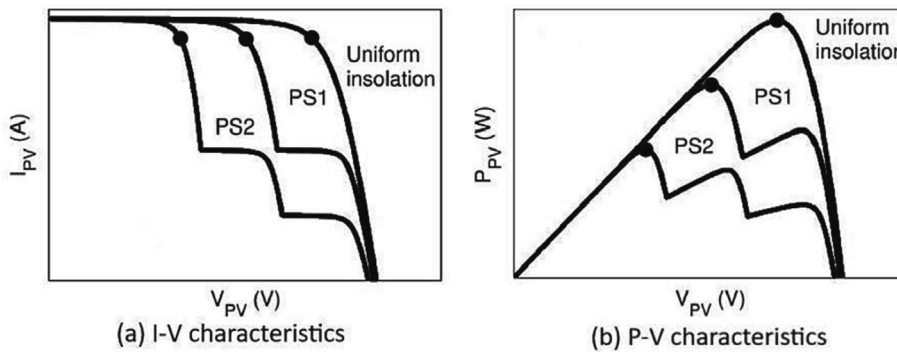 I_PV (A)
Uniform
insolation
PS1
PS2
V_PV (V)
(a) I-V characteristics
P_PV (W)
Uniform
insolation
PS1
PS2
V_PV (V)
(b) P-V characteristics